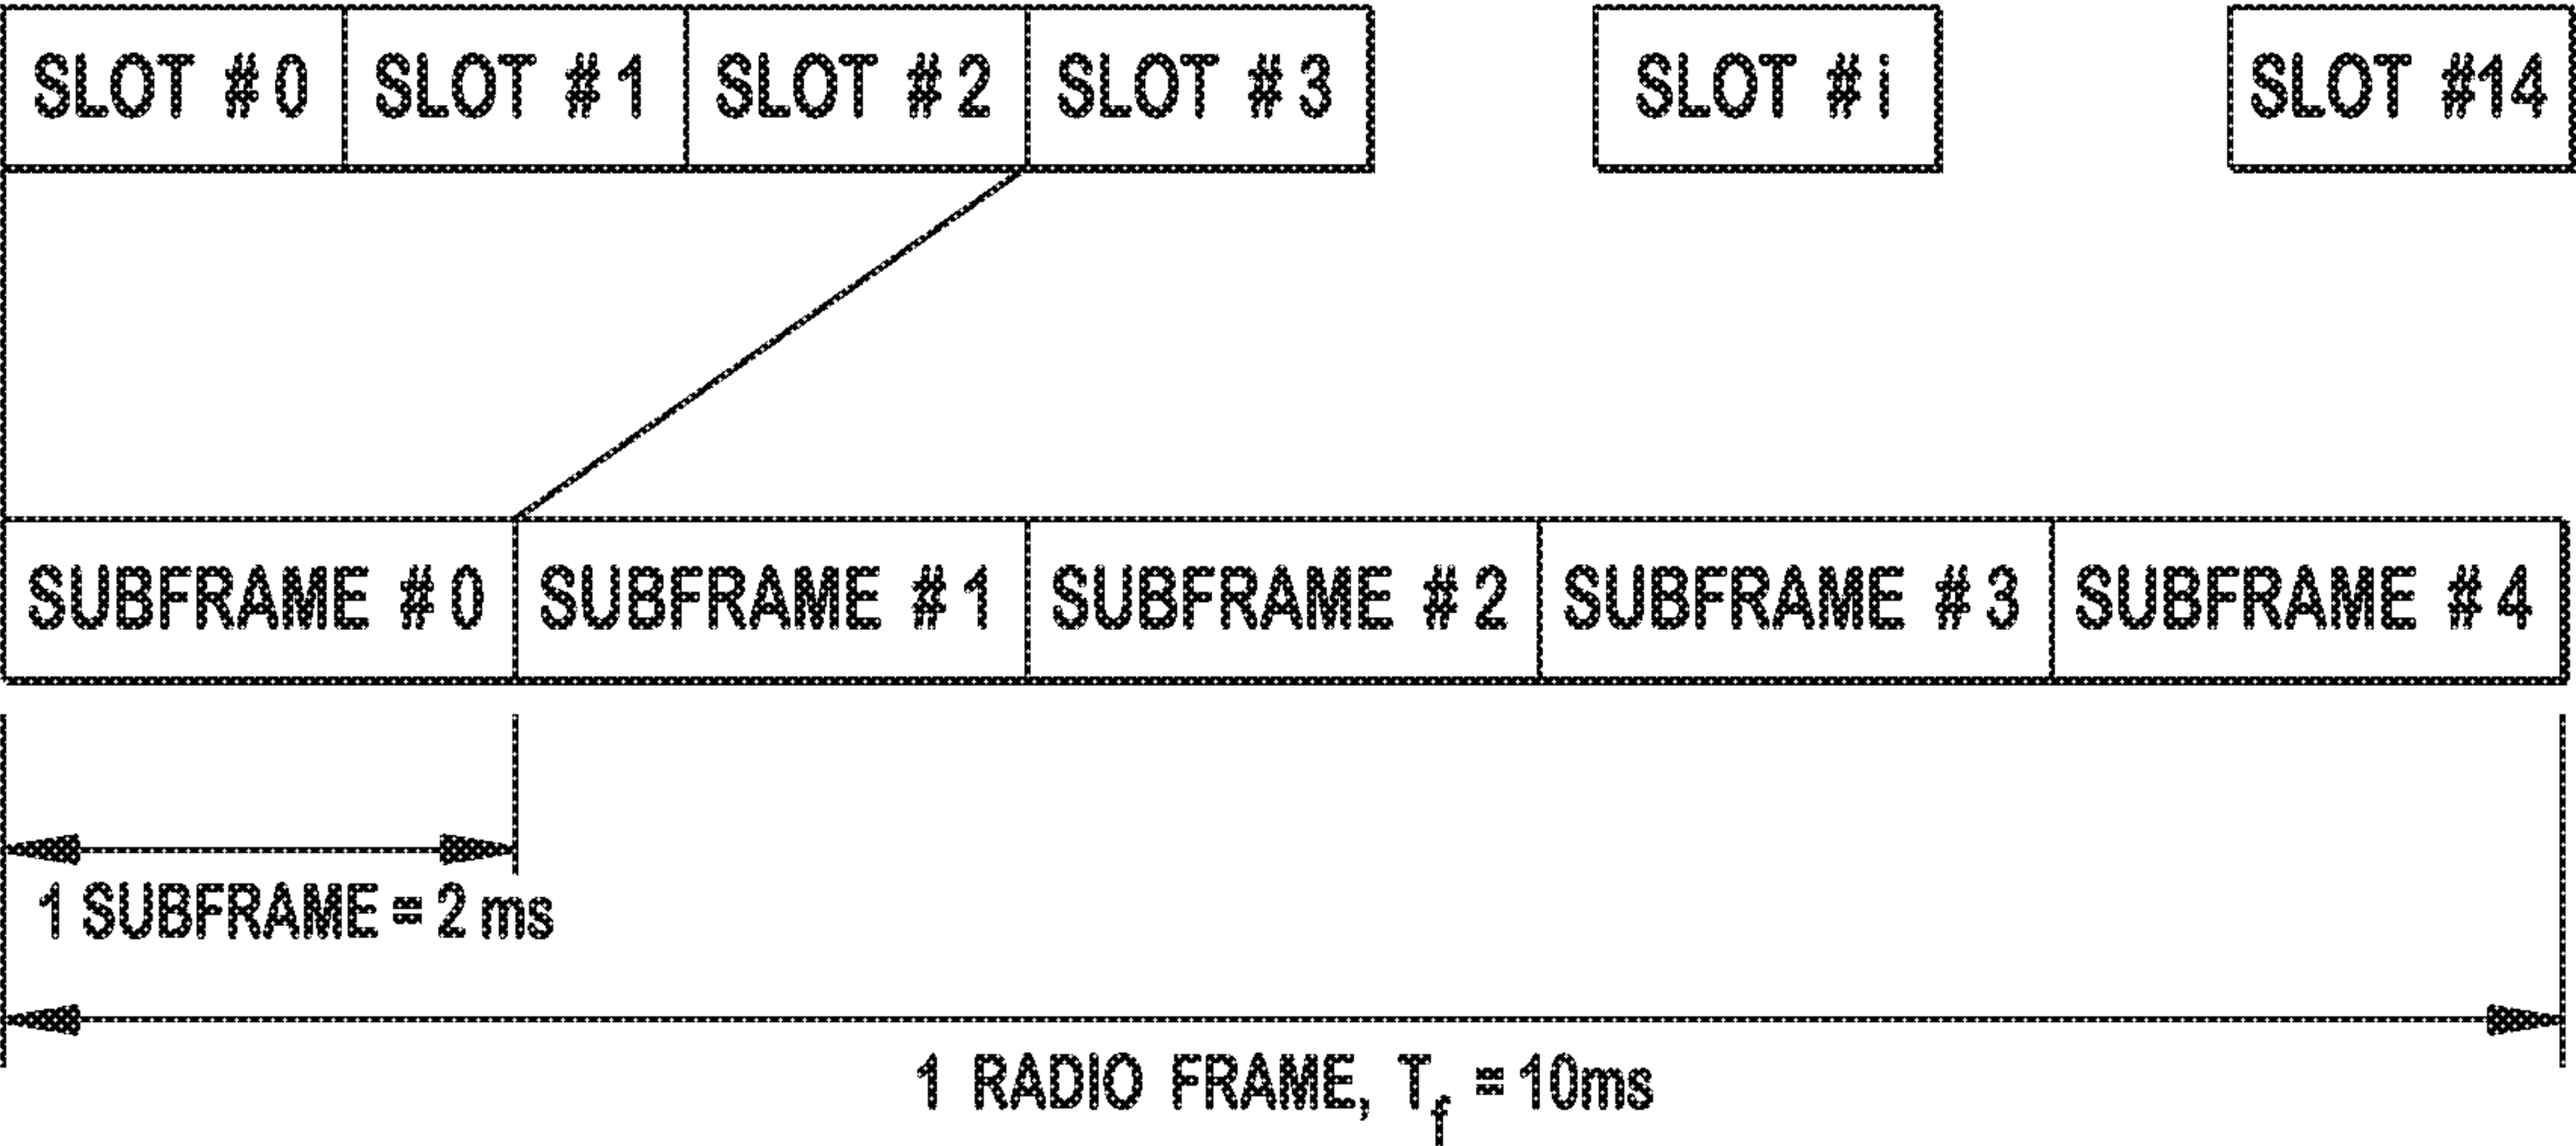 SLOT #0 SLOT #1 SLOT #2 SLOT #3 SLOT #i SLOT #14
SUBFRAME #0 SUBFRAME #1 SUBFRAME #2 SUBFRAME #3 SUBFRAME #4
1 SUBFRAME = 2 ms
1 RADIO FRAME, Tf = 10ms